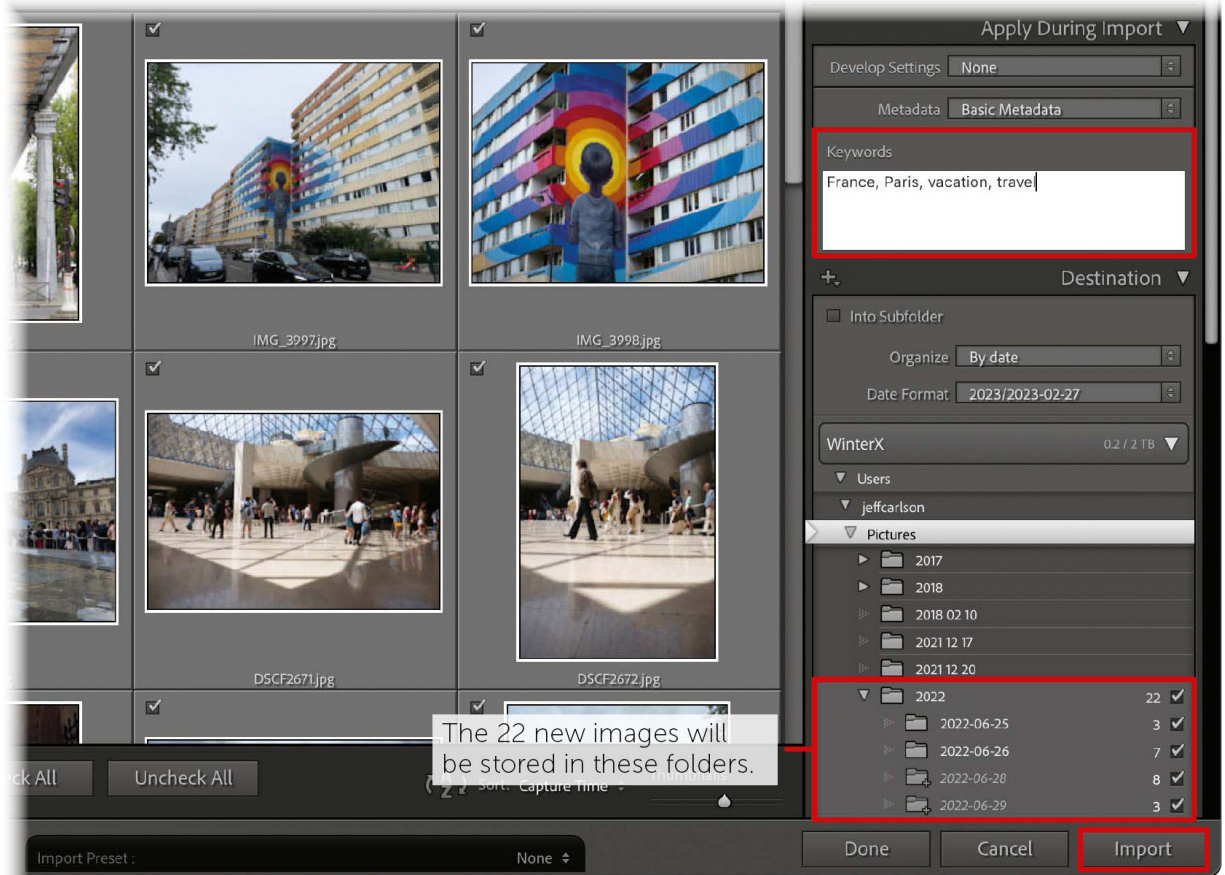 Apply During Import
Develop Settings None
Metadata Basic Metadata
Keywords
France, Paris, vacation, travel
IMG_3997.jpg
IMG_3998.jpg
Destination
Into Subfolder
Organize By date
Date Format 2023/2023-02-27
WinterX 0.2 / 2 TB
Users
jeffcarlson
Pictures
2017
2018
2018 02 10
2021 12 17
2021 12 20
2022 22
2022-06-25 3
2022-06-26 7
2022-06-28 8
2022-06-29 3
DSCF2671.jpg
DSCF2672.jpg
The 22 new images will
be stored in these folders.
ck All
Uncheck All
Sort: Capture Time
Thumbnails
Import Preset : None
Done
Cancel
Import